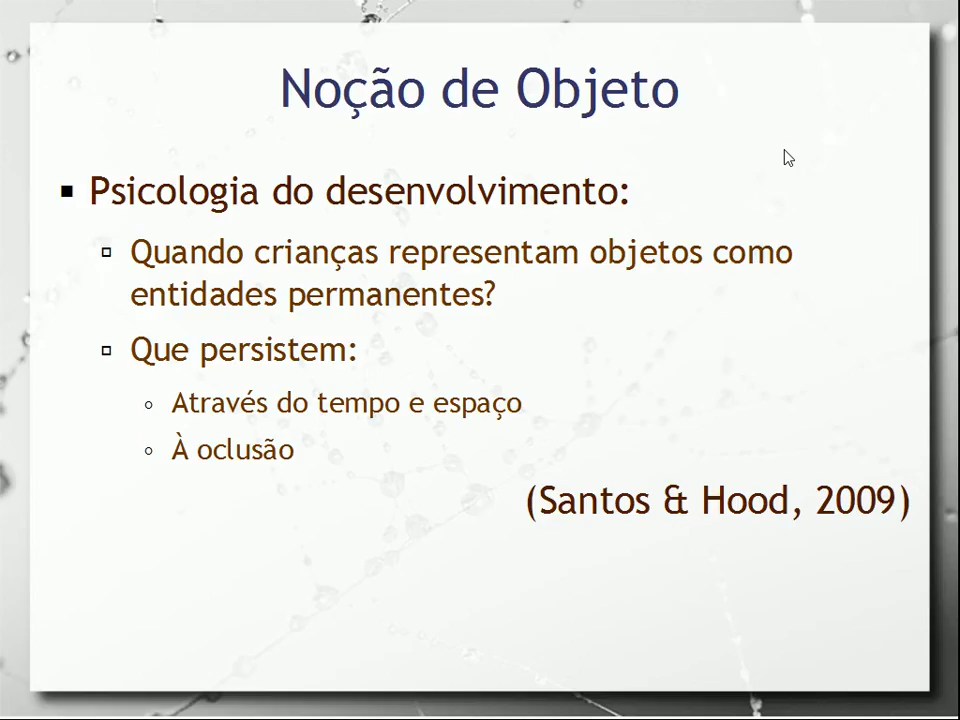 Noção de Objeto
Psicologia do desenvolvimento:
Quando crianças representam objetos como
entidades permanentes?
Que persistem:
Através do tempo e espaço
À oclusão
(Santos & Hood, 2009)